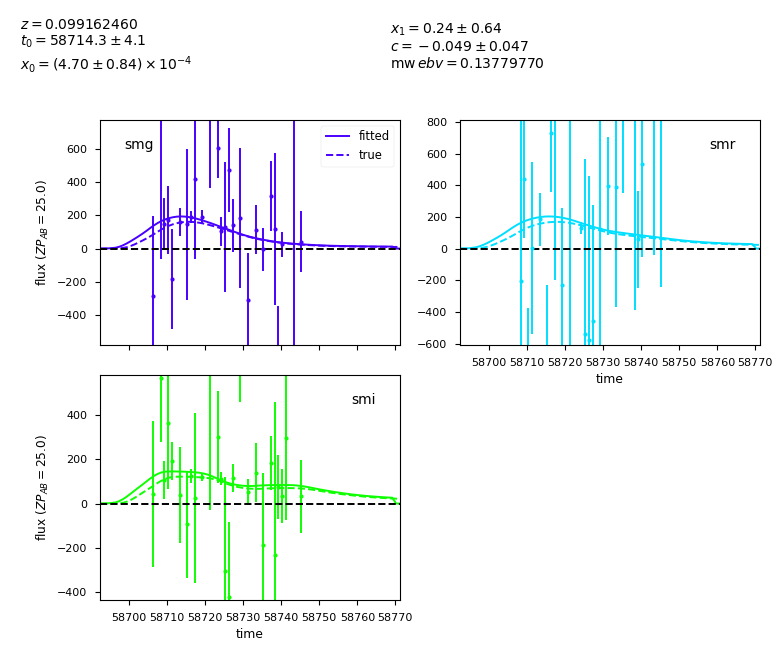 z = 0.099162460
t₀ = 58714.3 ± 4.1
x₀ = (4.70 ± 0.84) × 10⁻⁴
x₁ = 0.24 ± 0.64
c = −0.049 ± 0.047
mw ebv = 0.13779770
smg
fitted
true
600
400
200
0
−200
−400
flux (ZP_AB = 25.0)
smr
800
600
400
200
0
−200
−400
−600
58700 58710 58720 58730 58740 58750 58760 58770
time
smi
400
200
0
−200
−400
flux (ZP_AB = 25.0)
58700 58710 58720 58730 58740 58750 58760 58770
time